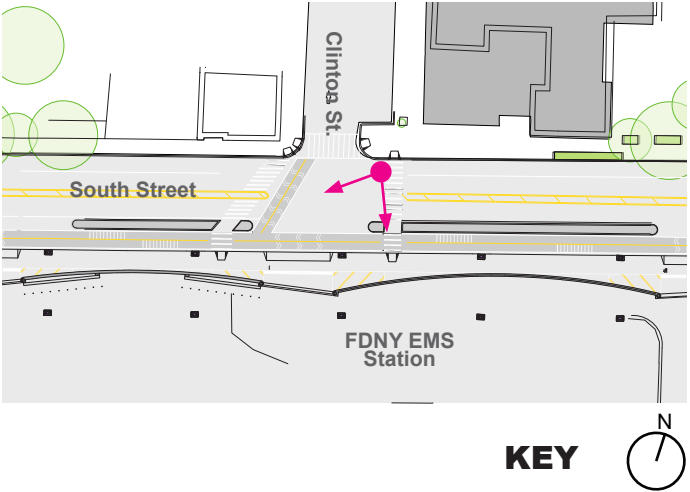 Clinton St.
South Street
FDNY EMS
Station
KEY
N